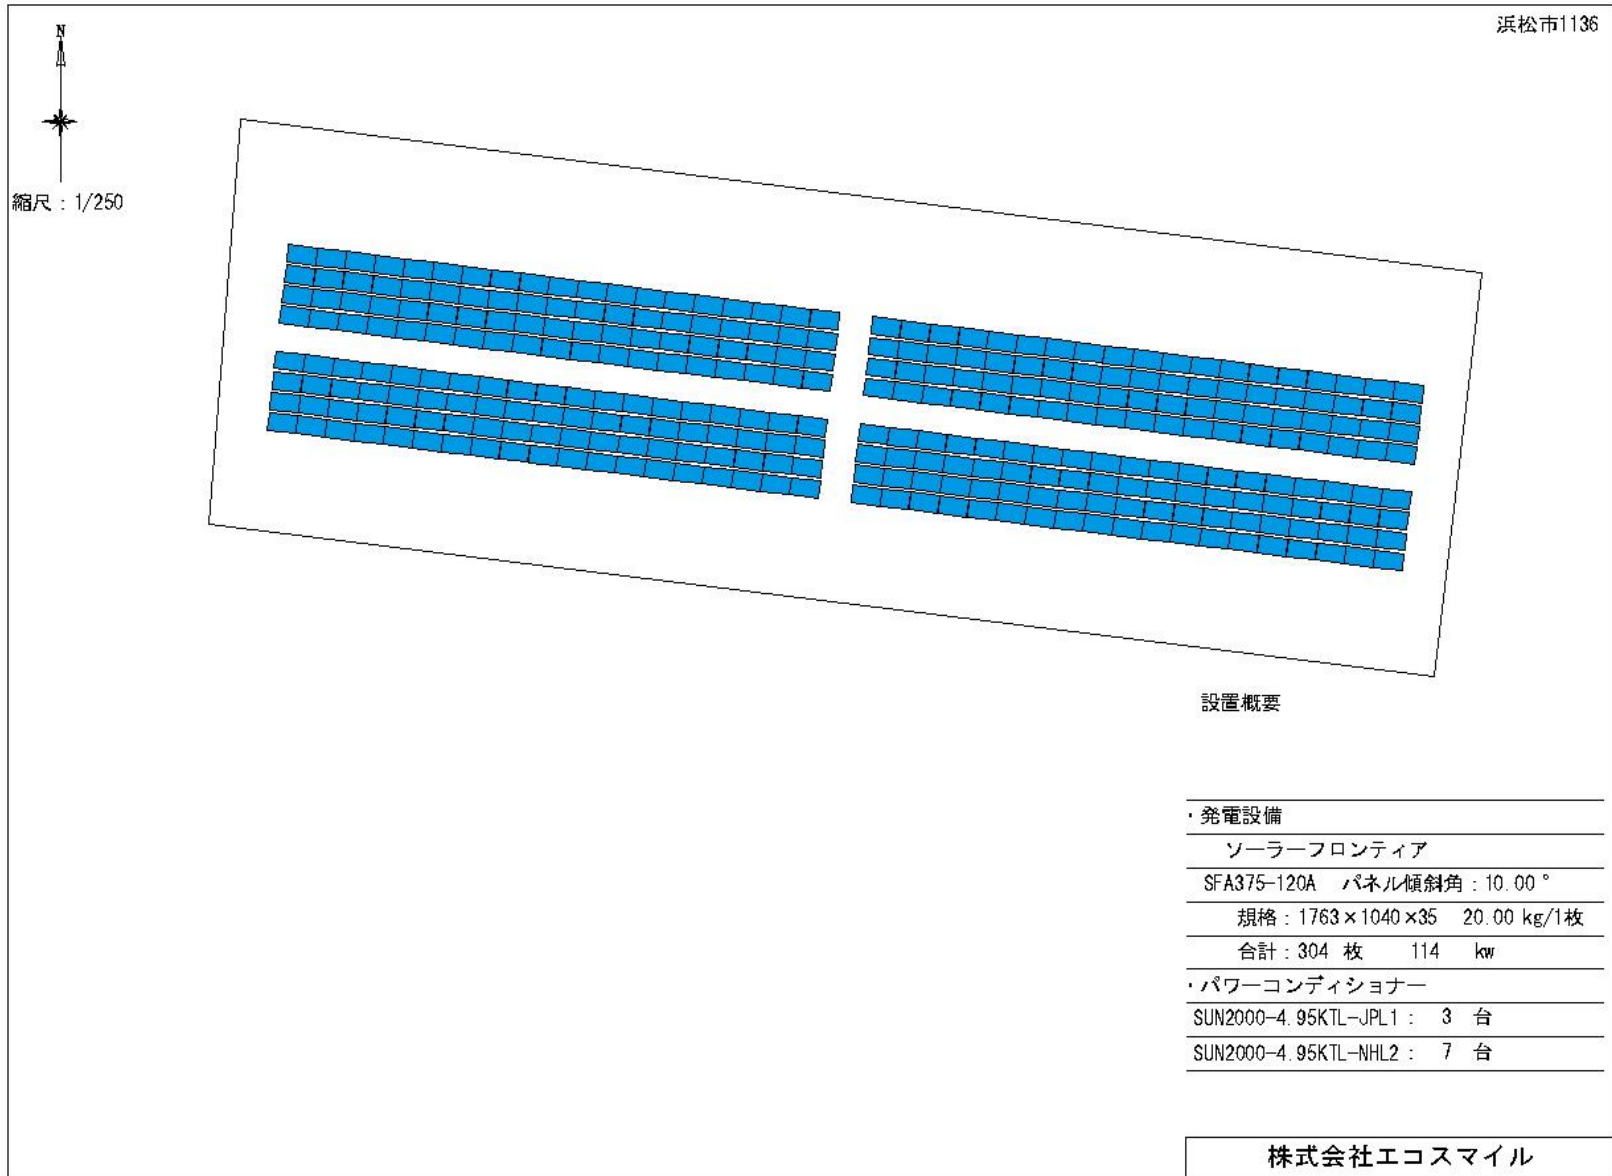 浜松市1136
N
縮尺：1/250
設置概要
・発電設備
ソーラーフロンティア
SFA375-120A パネル傾斜角：10.00°
規格：1763×1040×35 20.00 kg/1枚
合計：304 枚 114 kw
・パワーコンディショナー
SUN2000-4.95KTL-JPL1： 3 台
SUN2000-4.95KTL-NHL2： 7 台
株式会社エコスマイル